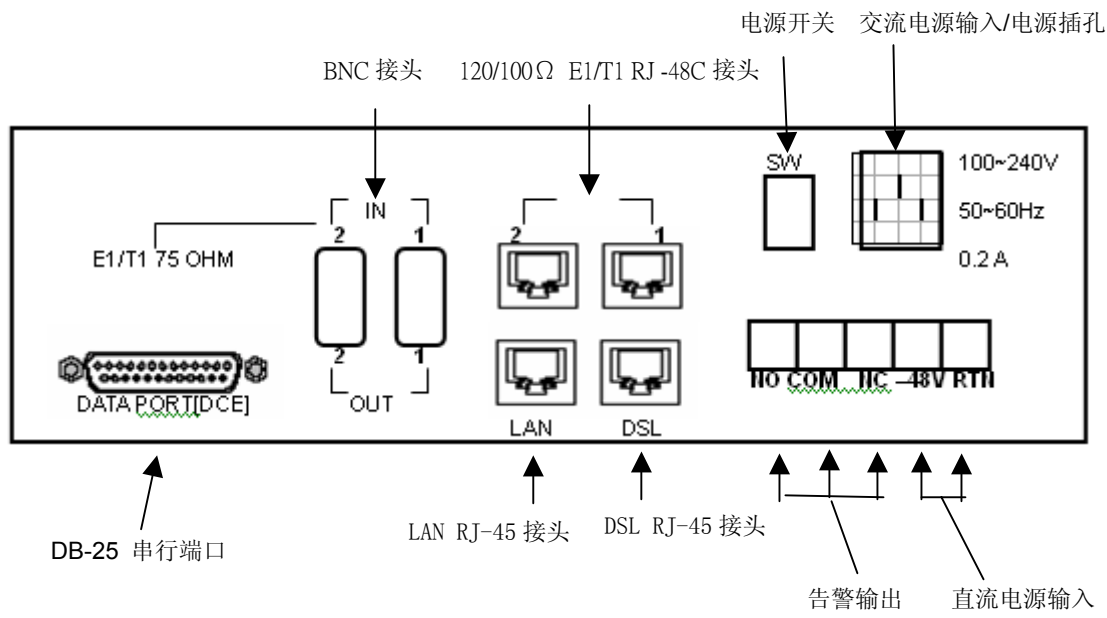 电源开关 交流电源输入/电源插孔
BNC 接头 120/100Ω E1/T1 RJ-48C 接头
SW 100~240V
IN
2 1 2 1 50~60Hz
E1/T1 75 OHM 0.2 A
2 1
NO COM NC –48V RTN
DATA PORT[DCE] OUT
LAN DSL
LAN RJ-45 接头 DSL RJ-45 接头
DB-25 串行端口
告警输出 直流电源输入